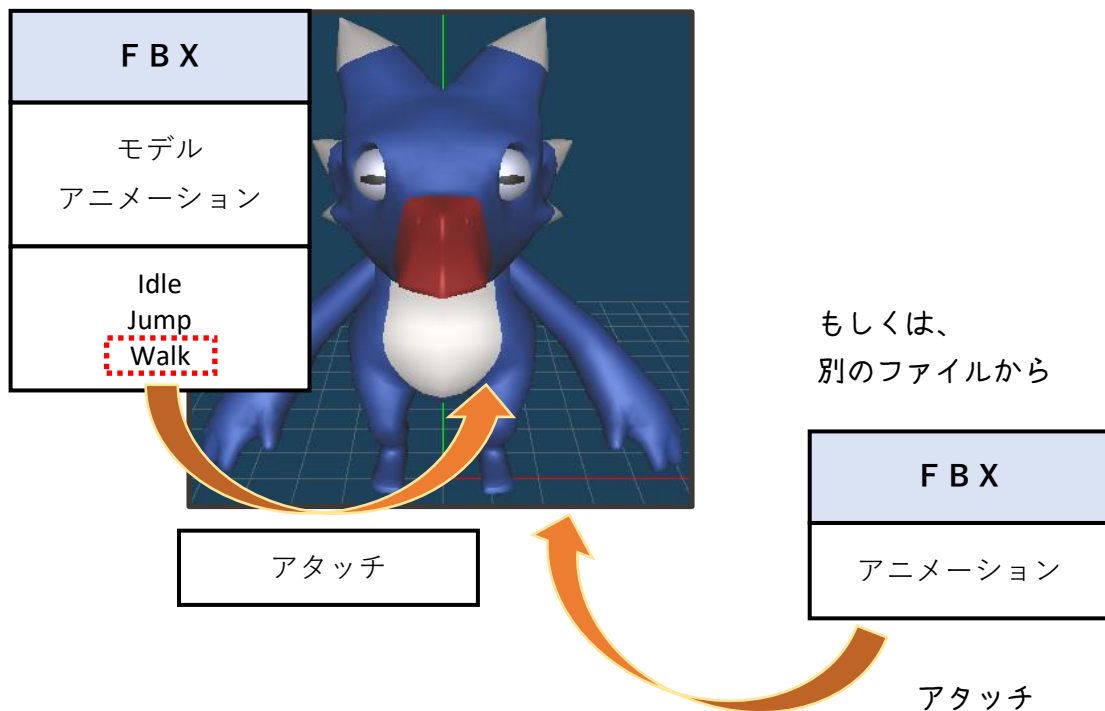 ＦＢＸ
モデル
アニメーション
Idle
Jump
Walk
アタッチ
もしくは、
別のファイルから
ＦＢＸ
アニメーション
アタッチ